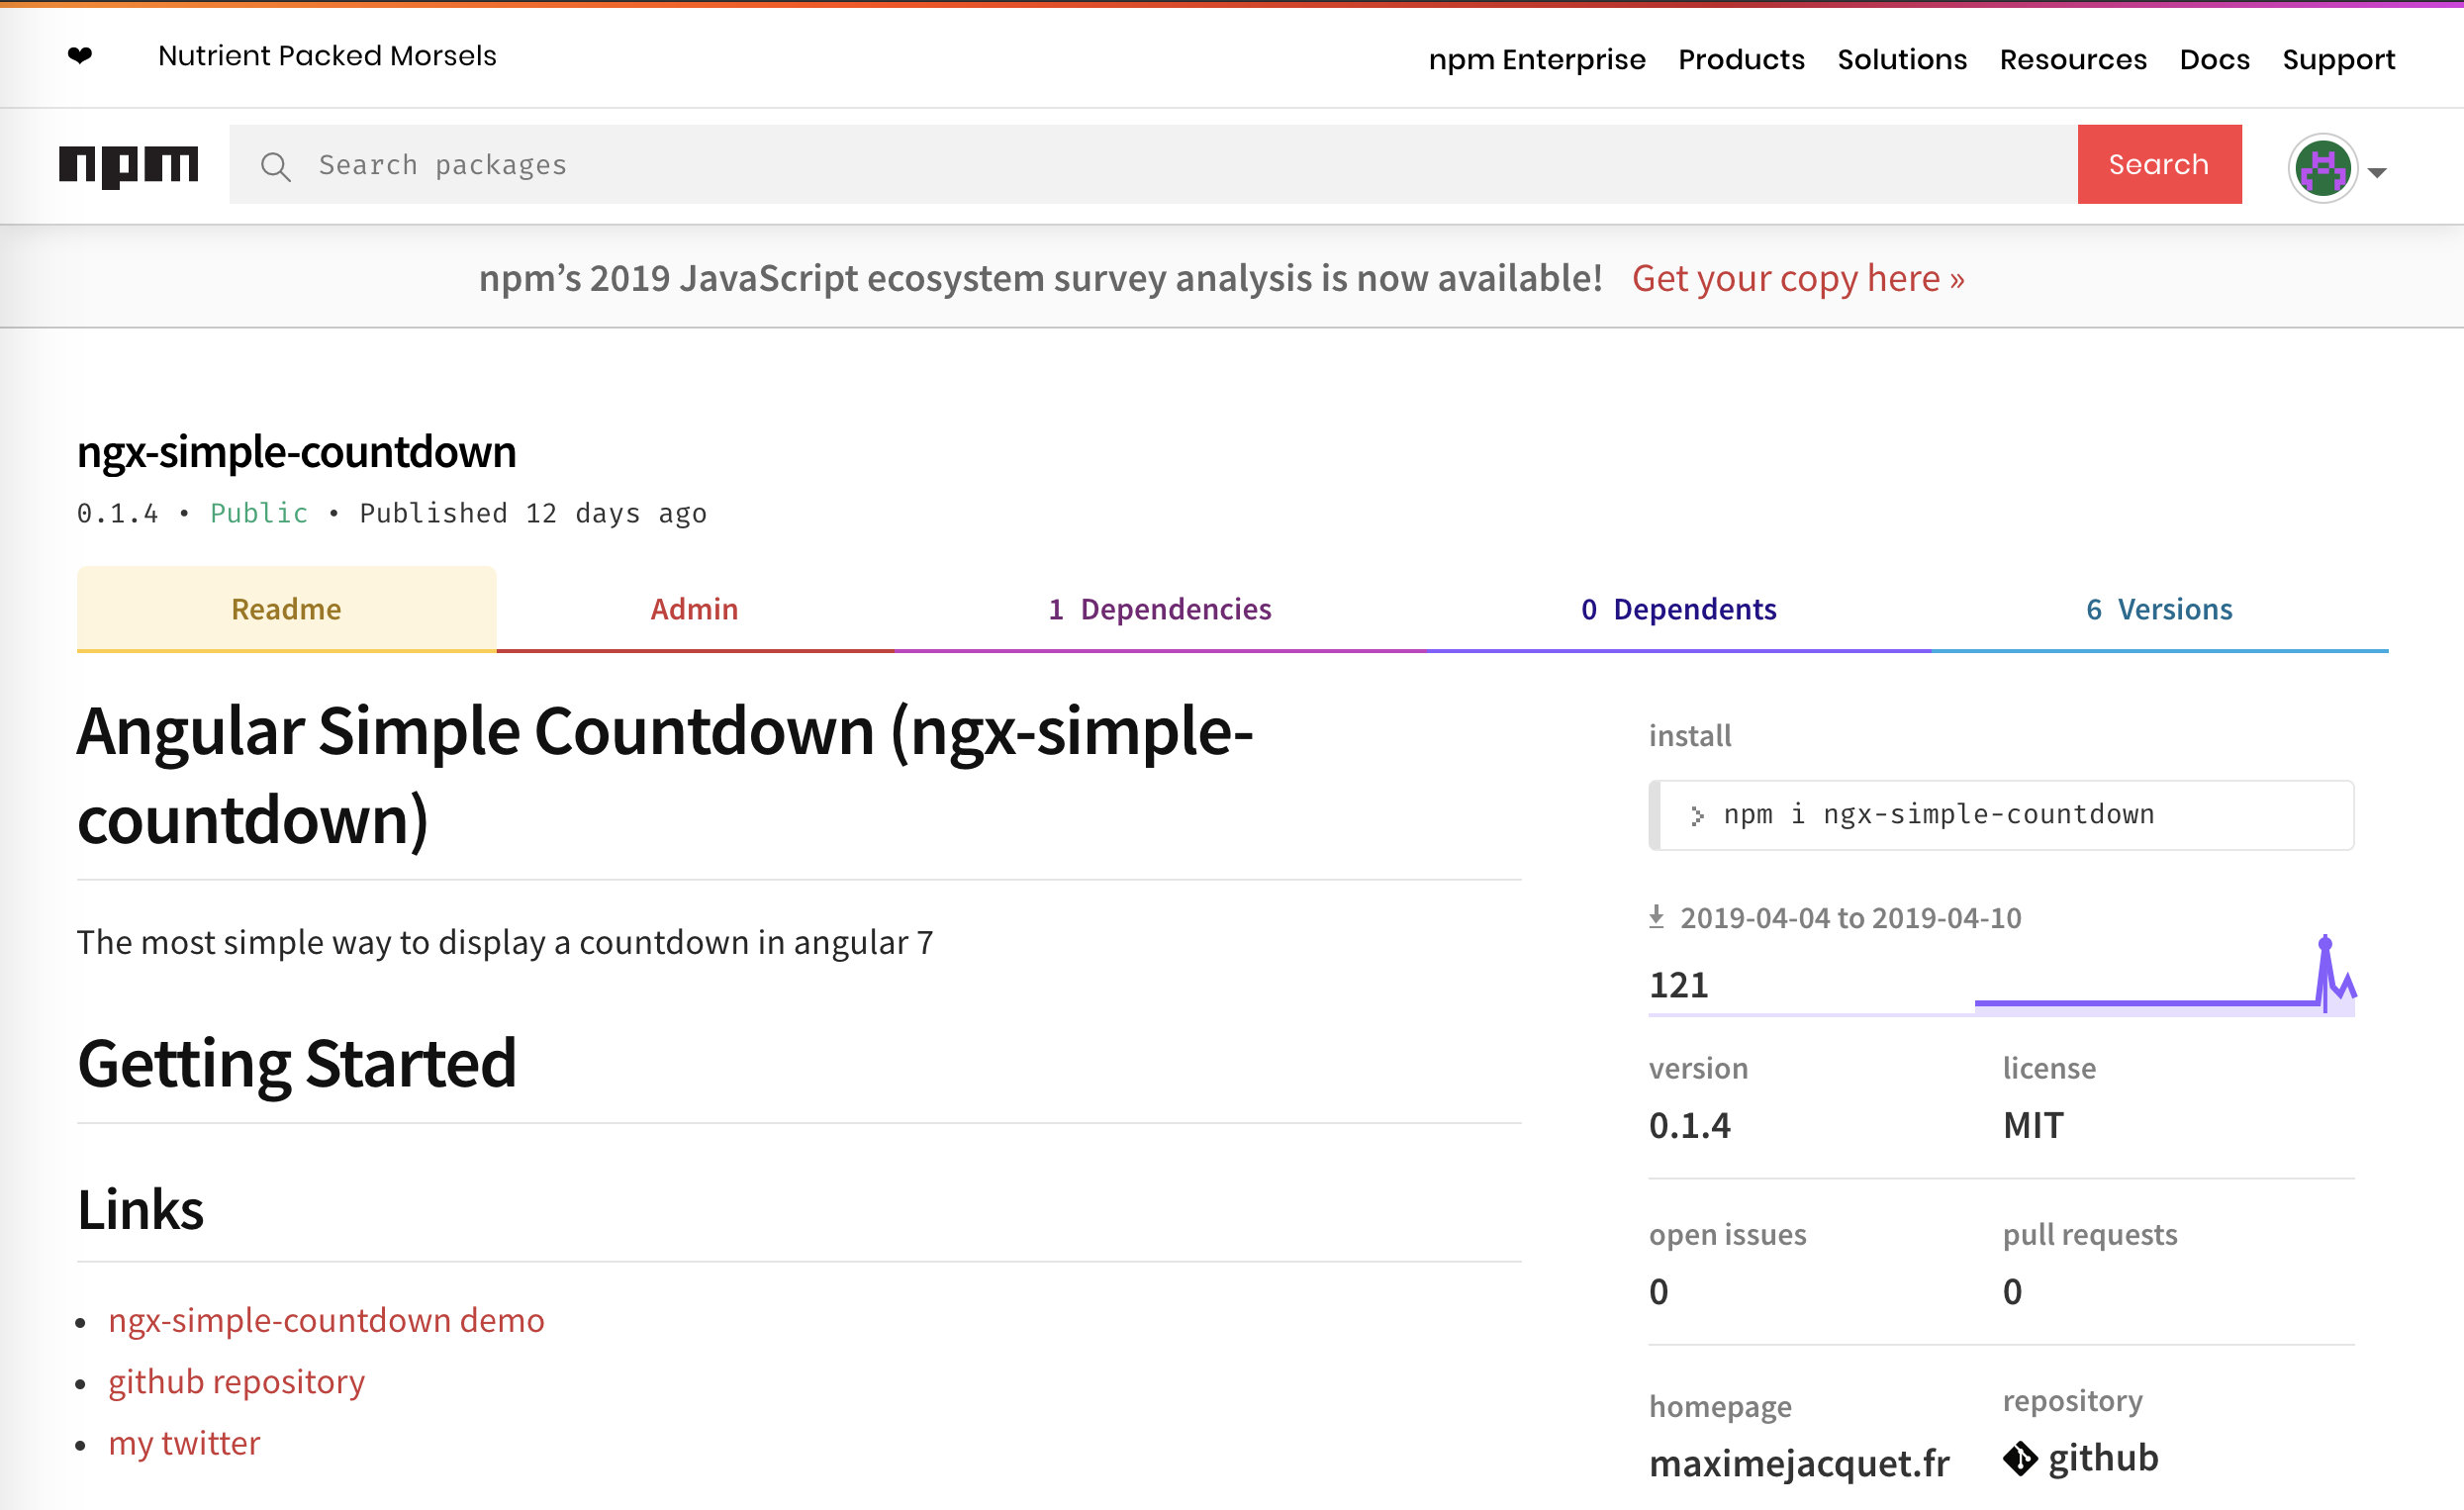 ❤ Nutrient Packed Morsels
npm Enterprise Products Solutions Resources Docs Support
npm
Search packages
Search
npm’s 2019 JavaScript ecosystem survey analysis is now available! Get your copy here »
ngx-simple-countdown
0.1.4 • Public • Published 12 days ago
Readme
Admin
1 Dependencies
0 Dependents
6 Versions
Angular Simple Countdown (ngx-simple-
countdown)
The most simple way to display a countdown in angular 7
Getting Started
Links
• ngx-simple-countdown demo
• github repository
• my twitter
install
npm i ngx-simple-countdown
2019-04-04 to 2019-04-10
121
version
0.1.4
license
MIT
open issues
0
pull requests
0
homepage
maximejacquet.fr
repository
github